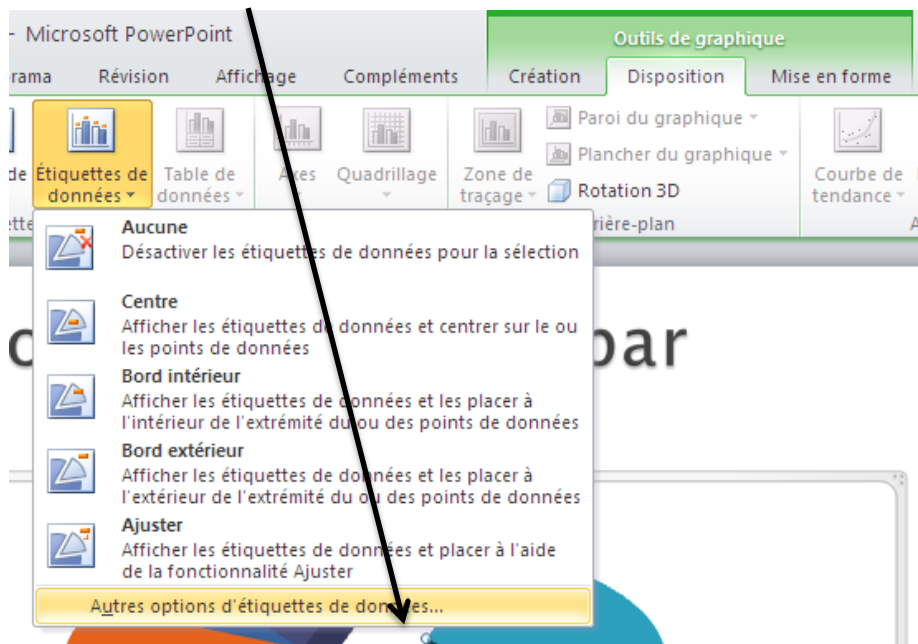 - Microsoft PowerPoint
Outils de graphique
rama Révision Affichage Compléments Création Disposition Mise en forme
de
Étiquettes de données
Table de données
Axes
Quadrillage
Zone de traçage
Paroi du graphique
Plancher du graphique
Rotation 3D
Courbe de tendance
rière-plan
Aucune
Désactiver les étiquettes de données pour la sélection
Centre
Afficher les étiquettes de données et centrer sur le ou
les points de données
Bord intérieur
Afficher les étiquettes de données et les placer à
l'intérieur de l'extrémité du ou des points de données
Bord extérieur
Afficher les étiquettes de données et les placer à
l'extérieur de l'extrémité du ou des points de données
Ajuster
Afficher les étiquettes de données et placer à l'aide
de la fonctionnalité Ajuster
Autres options d'étiquettes de données...
par